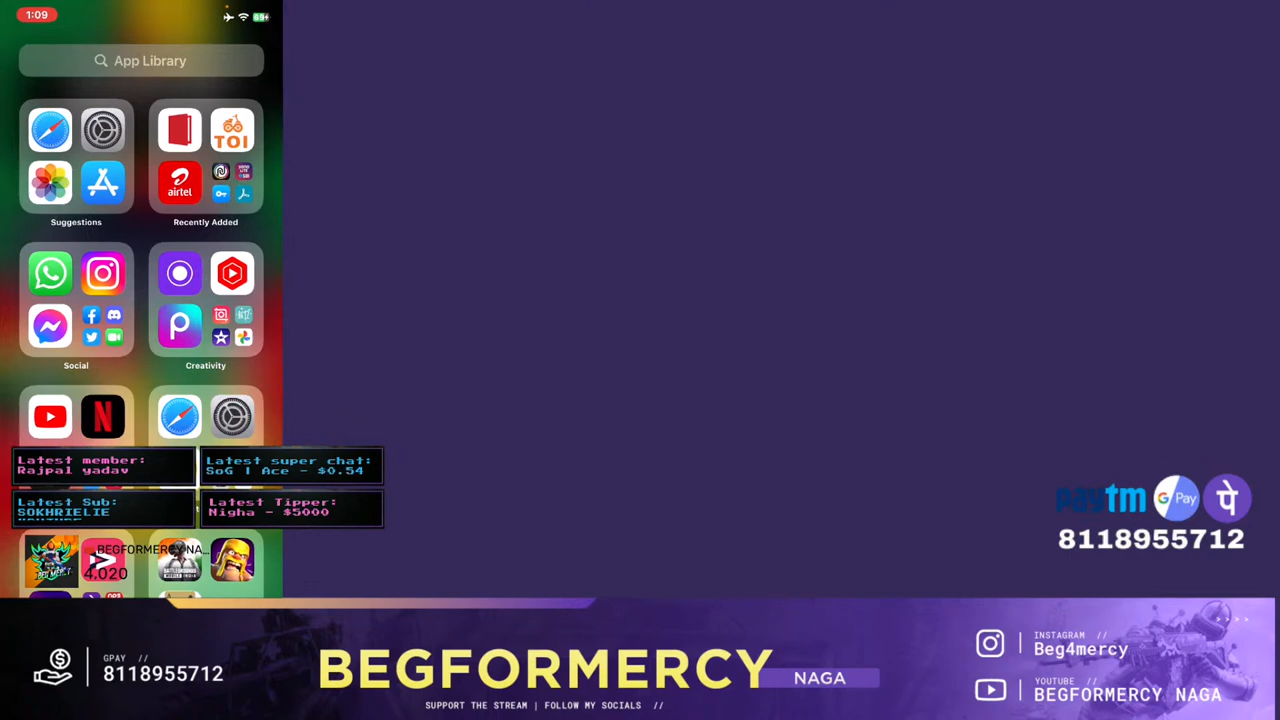 1:09
69
App Library
TOI
airtel
Suggestions
Recently Added
Social
Creativity
Latest member:
Rajpal yadav
Latest super chat:
SoG | Ace - $0.54
Latest Sub:
SOKHRIELIE
Latest Tipper:
Nigha - $5000
BEGFORMERCY NA...
4,020
paytm
G Pay
पे
8118955712
GPAY //
8118955712
BEGFORMERCY
NAGA
SUPPORT THE STREAM | FOLLOW MY SOCIALS //
INSTAGRAM //
Beg4mercy
YOUTUBE //
BEGFORMERCY NAGA
>>>>